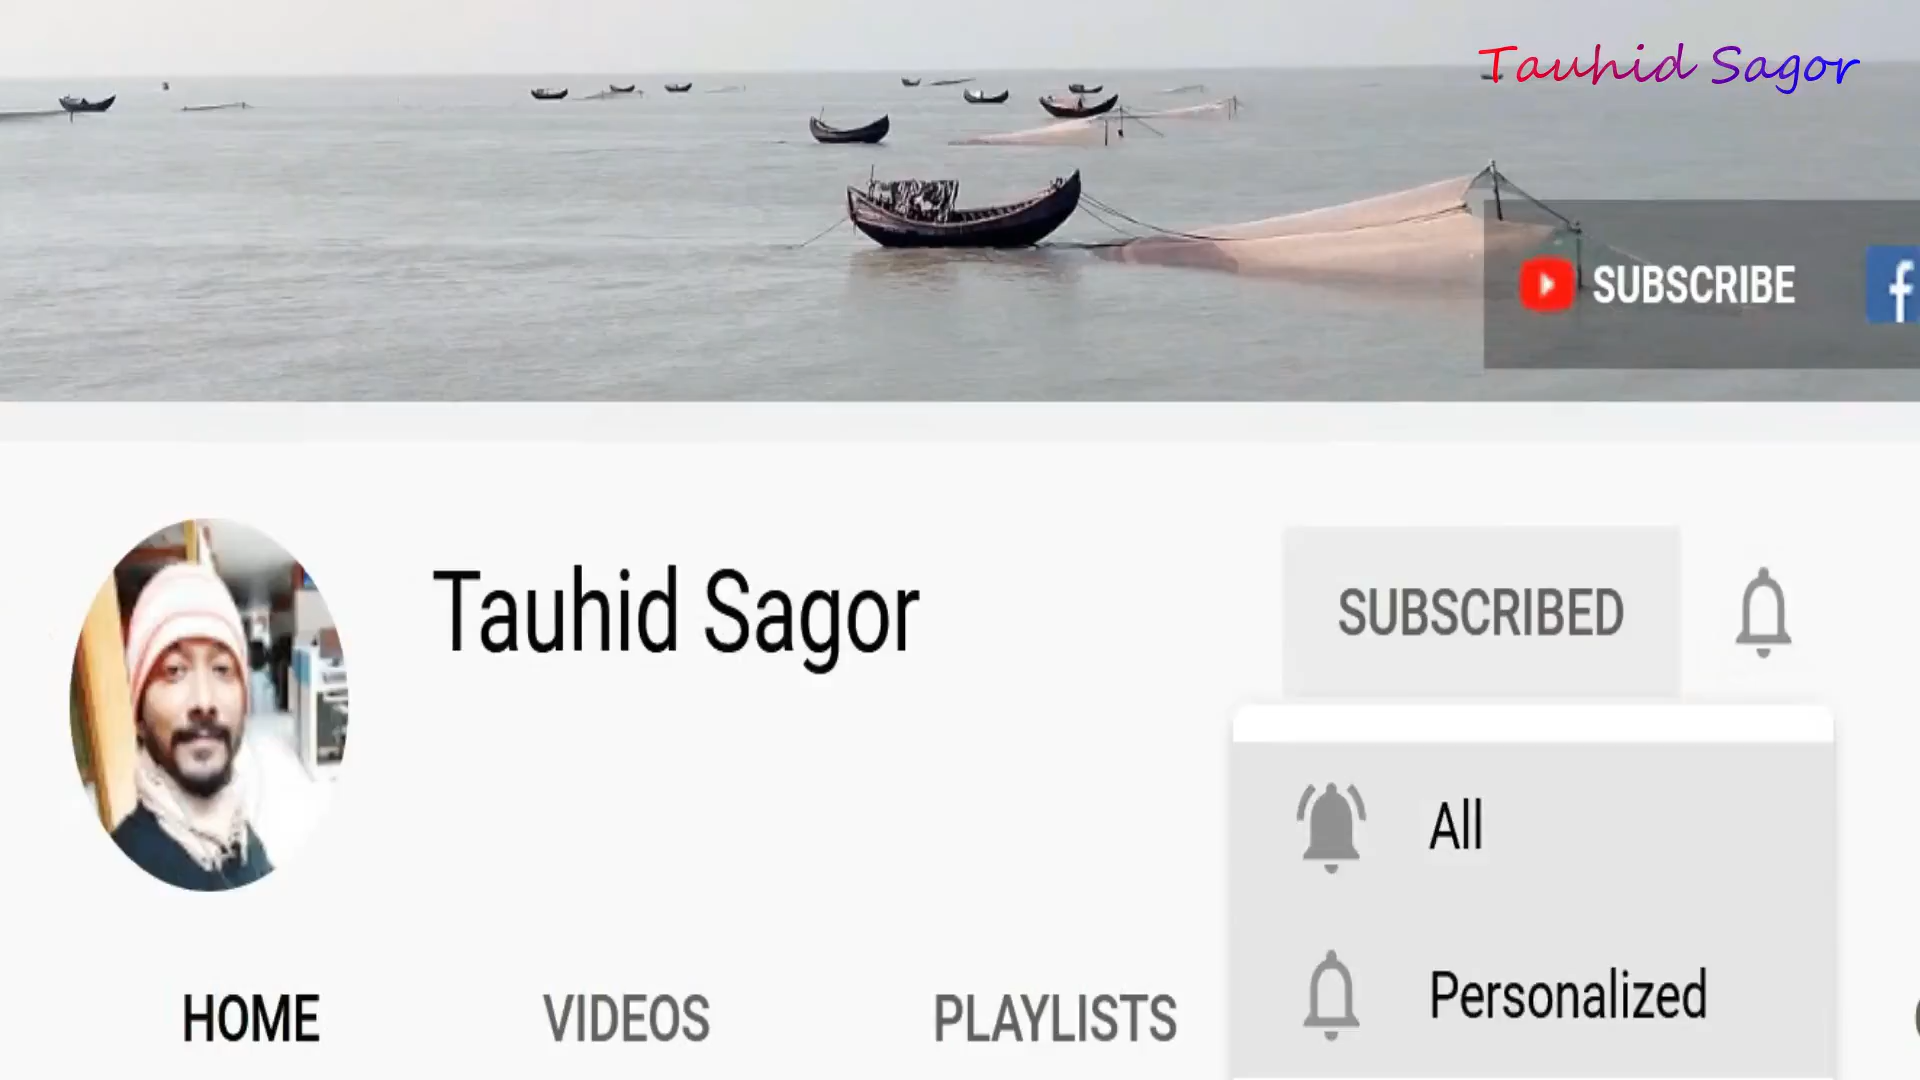 Tauhid Sagor
SUBSCRIBE
Tauhid Sagor
SUBSCRIBED
All
Personalized
HOME
VIDEOS
PLAYLISTS